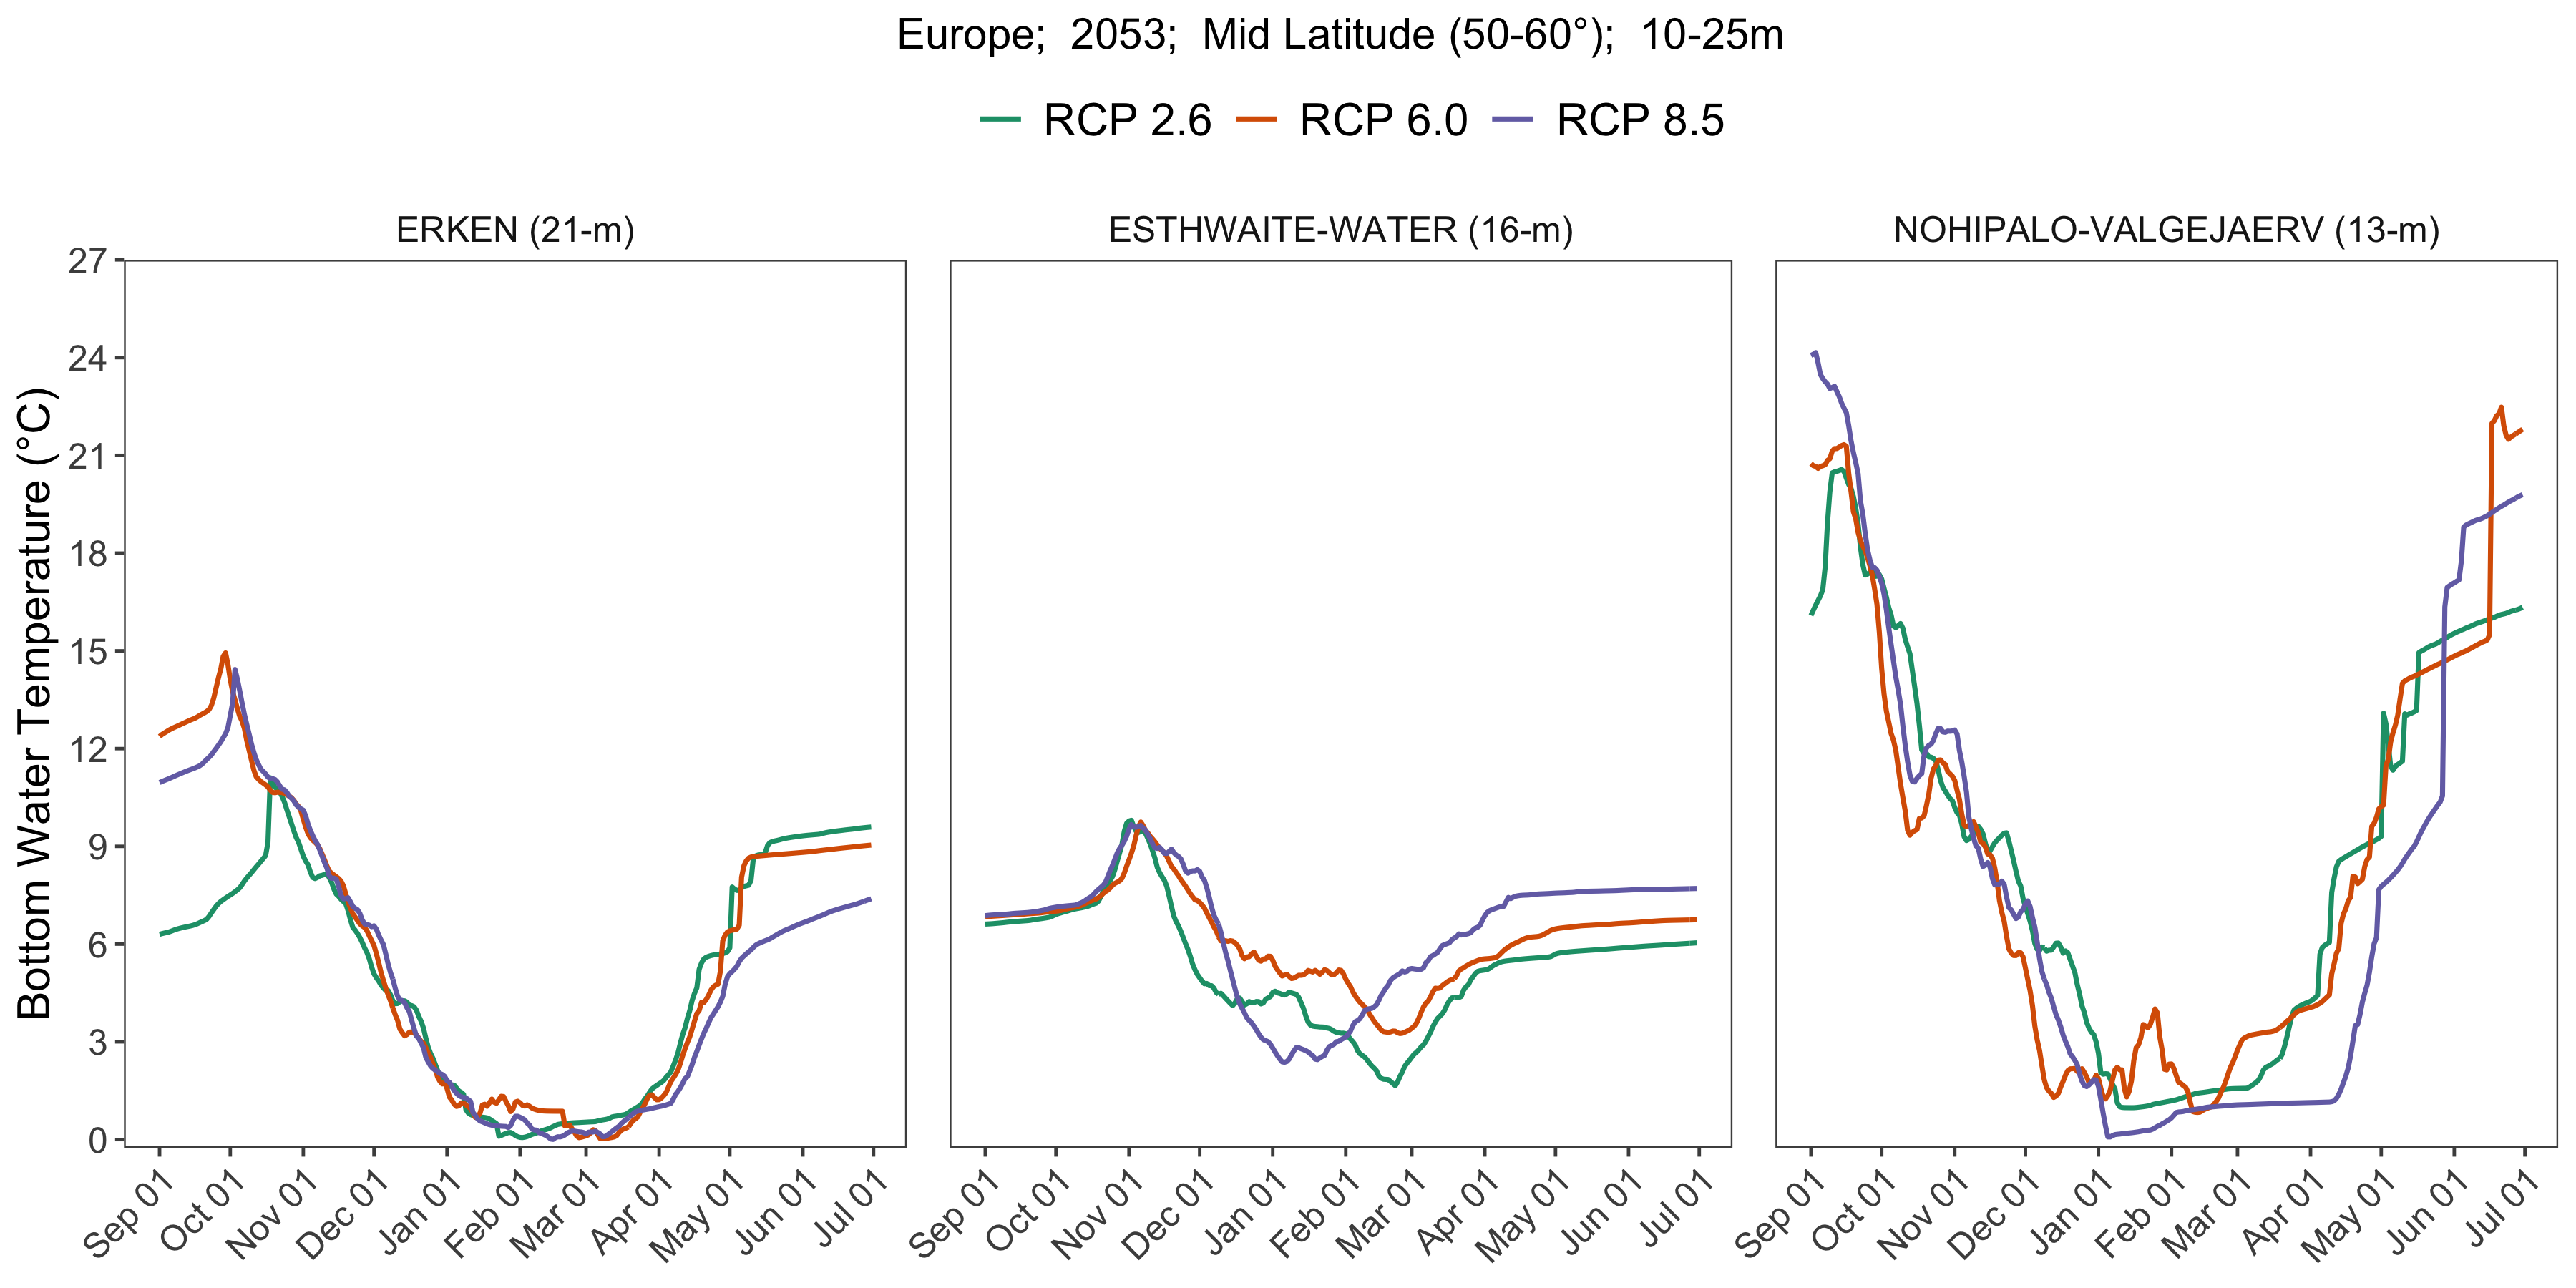 Europe;  2053;  Mid Latitude (50-60°);  10-25m
RCP 2.6 RCP 6.0 RCP 8.5
ERKEN (21-m) ESTHWAITE-WATER (16-m) NOHIPALO-VALGEJAERV (13-m)
Bottom Water Temperature (°C)
27
24
21
18
15
12
9
6
3
0
Sep 01 Oct 01 Nov 01 Dec 01 Jan 01 Feb 01 Mar 01 Apr 01 May 01 Jun 01 Jul 01 Sep 01 Oct 01 Nov 01 Dec 01 Jan 01 Feb 01 Mar 01 Apr 01 May 01 Jun 01 Jul 01 Sep 01 Oct 01 Nov 01 Dec 01 Jan 01 Feb 01 Mar 01 Apr 01 May 01 Jun 01 Jul 01